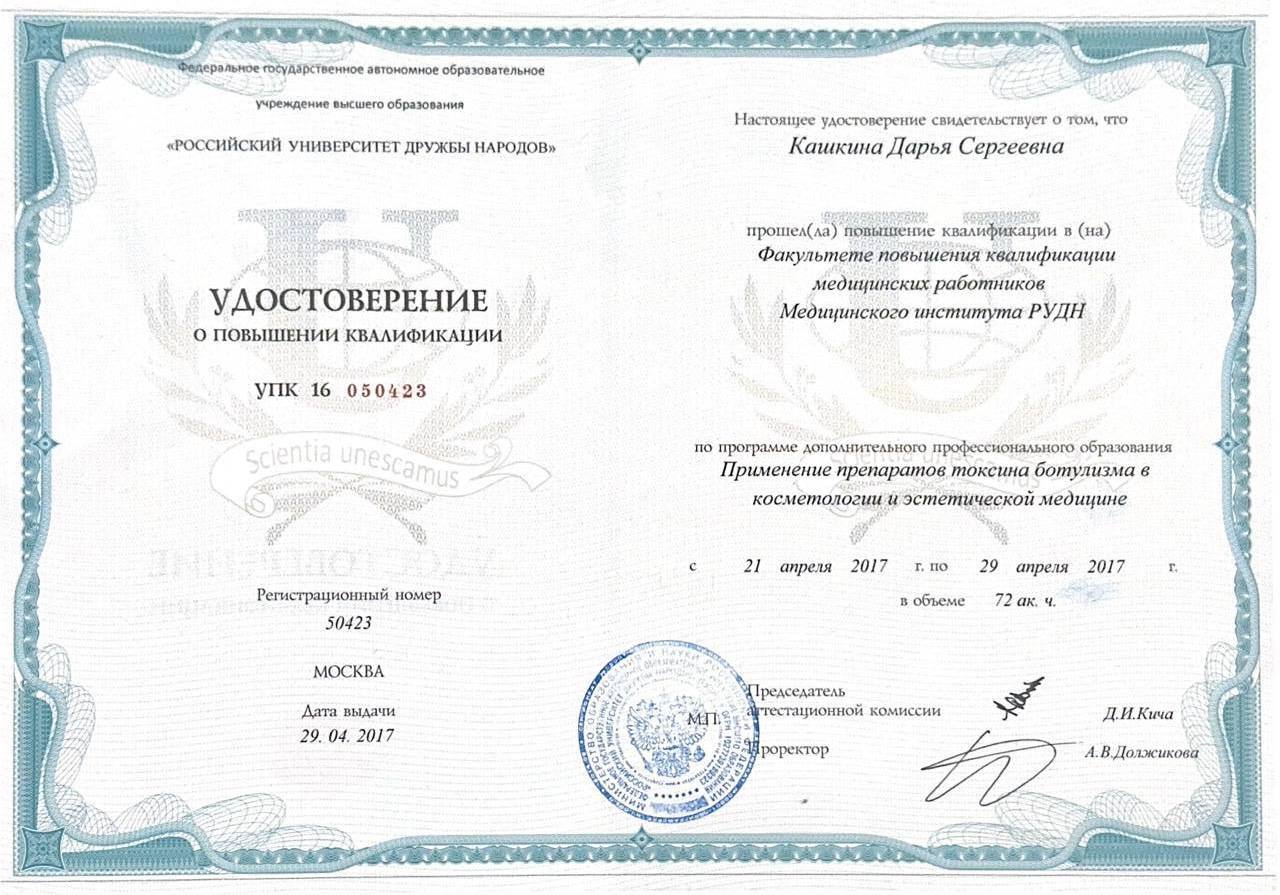 Федеральное государственное автономное образовательное
учреждение высшего образования
«РОССИЙСКИЙ УНИВЕРСИТЕТ ДРУЖБЫ НАРОДОВ»
УДОСТОВЕРЕНИЕ
О ПОВЫШЕНИИ КВАЛИФИКАЦИИ
УПК 16 050423
Scientia unescamus
Регистрационный номер
50423
МОСКВА
Дата выдачи
29. 04. 2017
Настоящее удостоверение свидетельствует о том, что
Кашкина Дарья Сергеевна
прошел(ла) повышение квалификации в (на)
Факультете повышения квалификации
медицинских работников
Медицинского института РУДН
по программе дополнительного профессионального образования
Scientia unescamus
Применение препаратов токсина ботулизма в
косметологии и эстетической медицине
с 21 апреля 2017 г. по 29 апреля 2017 г.
в объеме 72 ак. ч.
М.П.
Председатель
аттестационной комиссии
Д.И.Кича
Проректор
А.В.Должикова